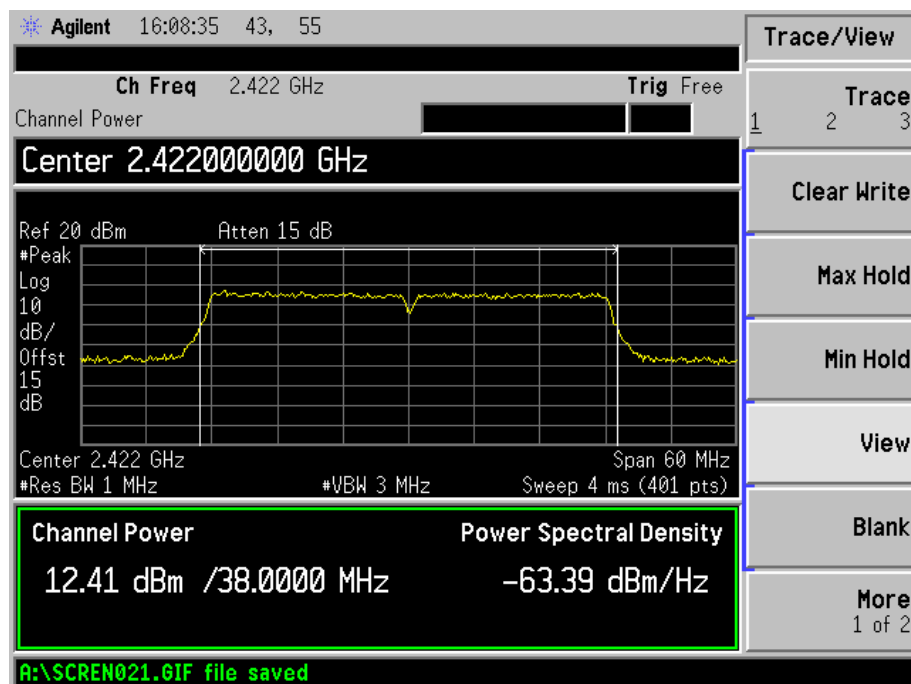 Agilent 16:08:35 43, 55
Ch Freq 2.422 GHz Trig Free
Channel Power
Center 2.422000000 GHz
Ref 20 dBm Atten 15 dB
#Peak
Log
10
dB/
Offst
15
dB
Center 2.422 GHz Span 60 MHz
#Res BW 1 MHz #VBW 3 MHz Sweep 4 ms (401 pts)
Channel Power Power Spectral Density
12.41 dBm /38.0000 MHz -63.39 dBm/Hz
A:\SCREN021.GIF file saved
Trace/View
Trace
1 2 3
Clear Write
Max Hold
Min Hold
View
Blank
More
1 of 2